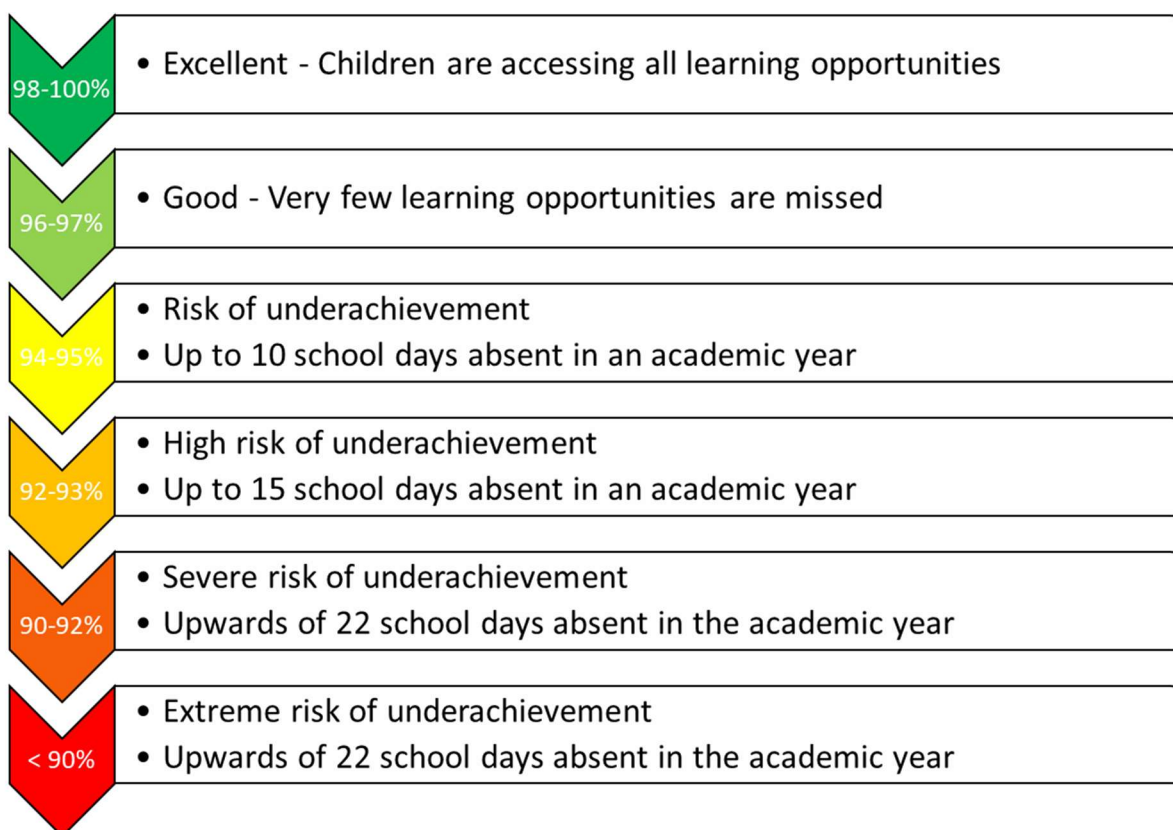 98-100%
• Excellent - Children are accessing all learning opportunities
96-97%
• Good - Very few learning opportunities are missed
94-95%
• Risk of underachievement
• Up to 10 school days absent in an academic year
92-93%
• High risk of underachievement
• Up to 15 school days absent in an academic year
90-92%
• Severe risk of underachievement
• Upwards of 22 school days absent in the academic year
< 90%
• Extreme risk of underachievement
• Upwards of 22 school days absent in the academic year